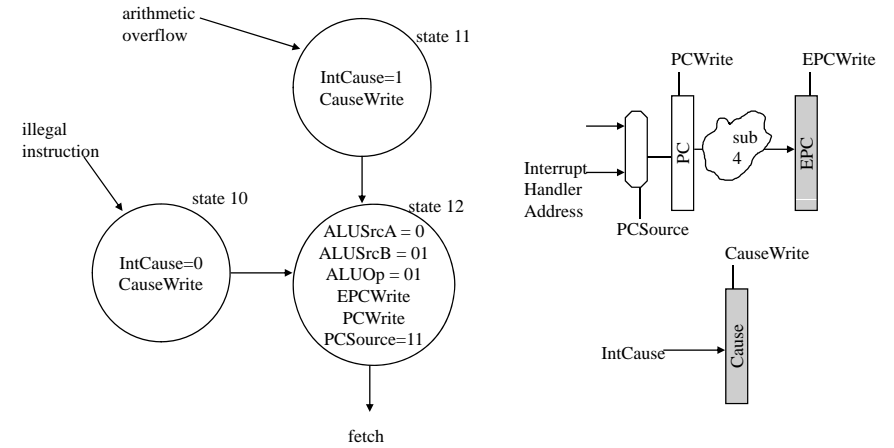 arithmetic
overflow
state 11
IntCause=1
CauseWrite
illegal
instruction
state 10
IntCause=0
CauseWrite
state 12
ALUSrcA = 0
ALUSrcB = 01
ALUOp = 01
EPCWrite
PCWrite
PCSource=11
fetch
PCWrite
EPCWrite
Interrupt
Handler
Address
PC
sub
4
EPC
PCSource
CauseWrite
IntCause
Cause